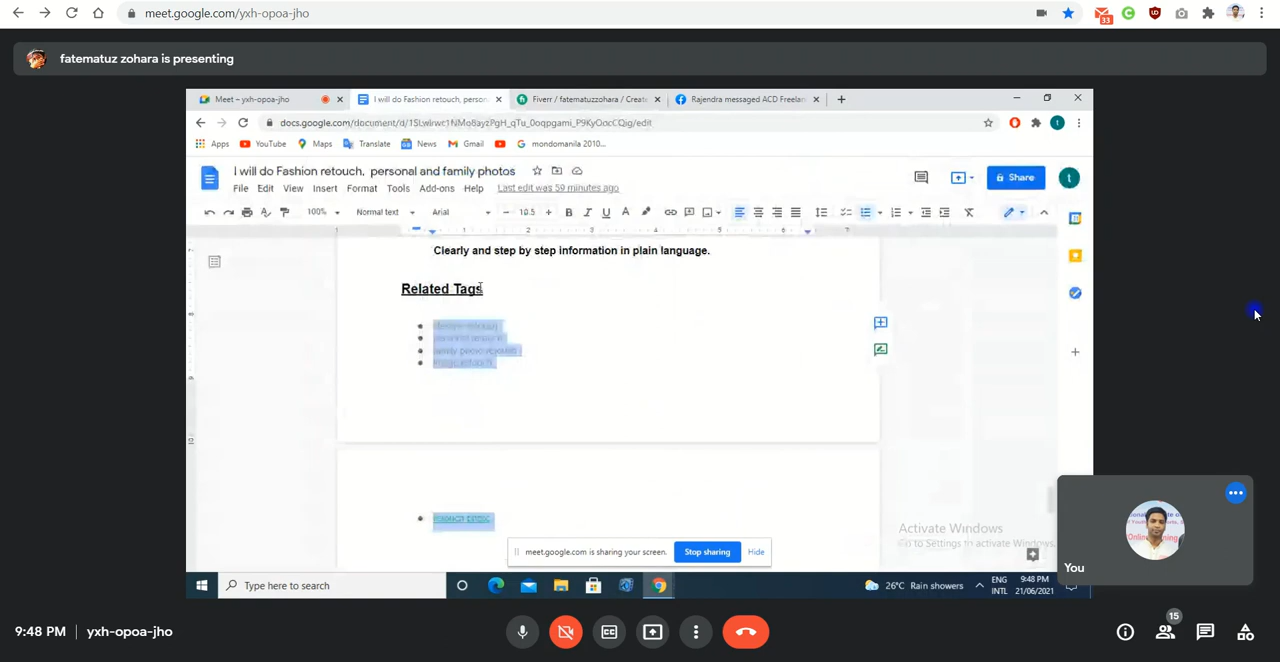 meet.google.com/yxh-opoa-jho
33
fatematuz zohara is presenting
Meet – yxh-opoa-jho
I will do Fashion retouch, person
Fiverr / fatematuzzohara / Create
Rajendra messaged ACD Freelan
Apps
YouTube
Maps
Translate
News
Gmail
mondomanila 2010...
I will do Fashion retouch, personal and family photos
File Edit View Insert Format Tools Add-ons Help Last edit was 59 minutes ago
Share
t
100% Normal text Arial 10.5
Clearly and step by step information in plain language.
Related Tags
Activate Windows
Go to Settings to activate Windows.
meet.google.com is sharing your screen. Stop sharing Hide
Type here to search
26°C Rain showers
ENG
INTL
9:48 PM
21/06/2021
You
9:48 PM | yxh-opoa-jho
15